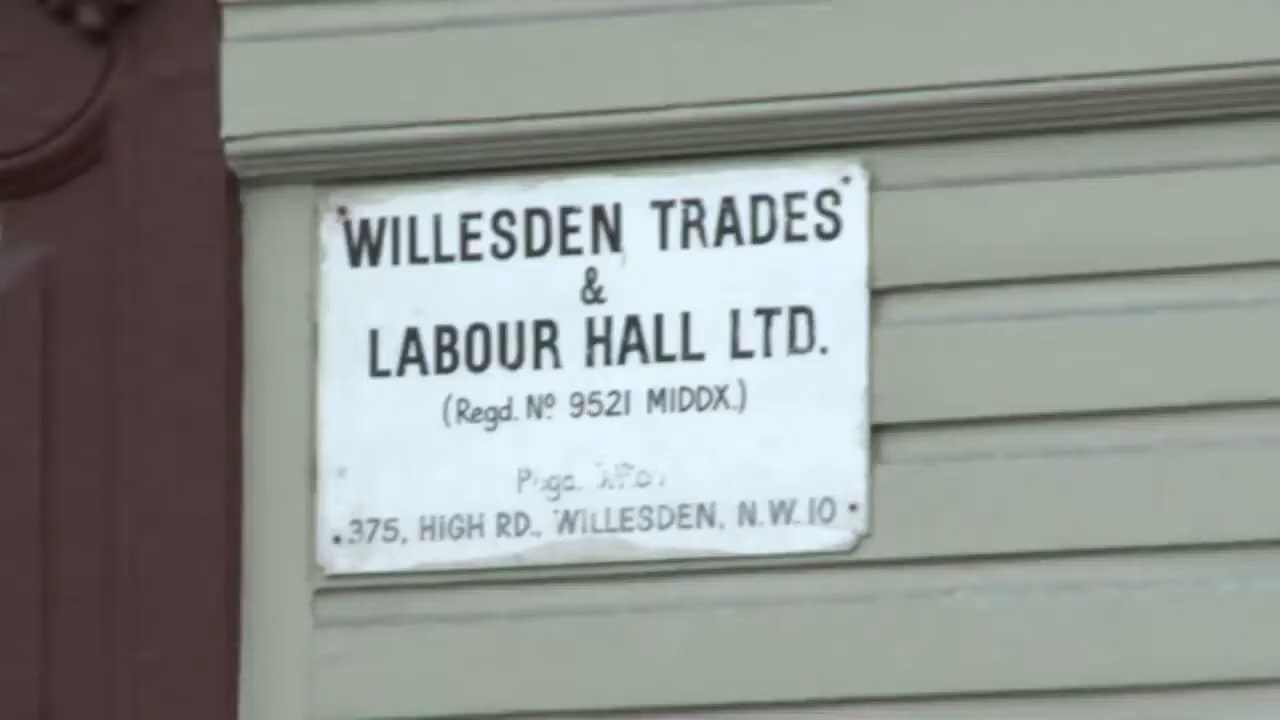 WILLESDEN TRADES
&
LABOUR HALL LTD.
(Regd. Nº 9521 MIDDX.)
375, HIGH RD., WILLESDEN, N.W.10